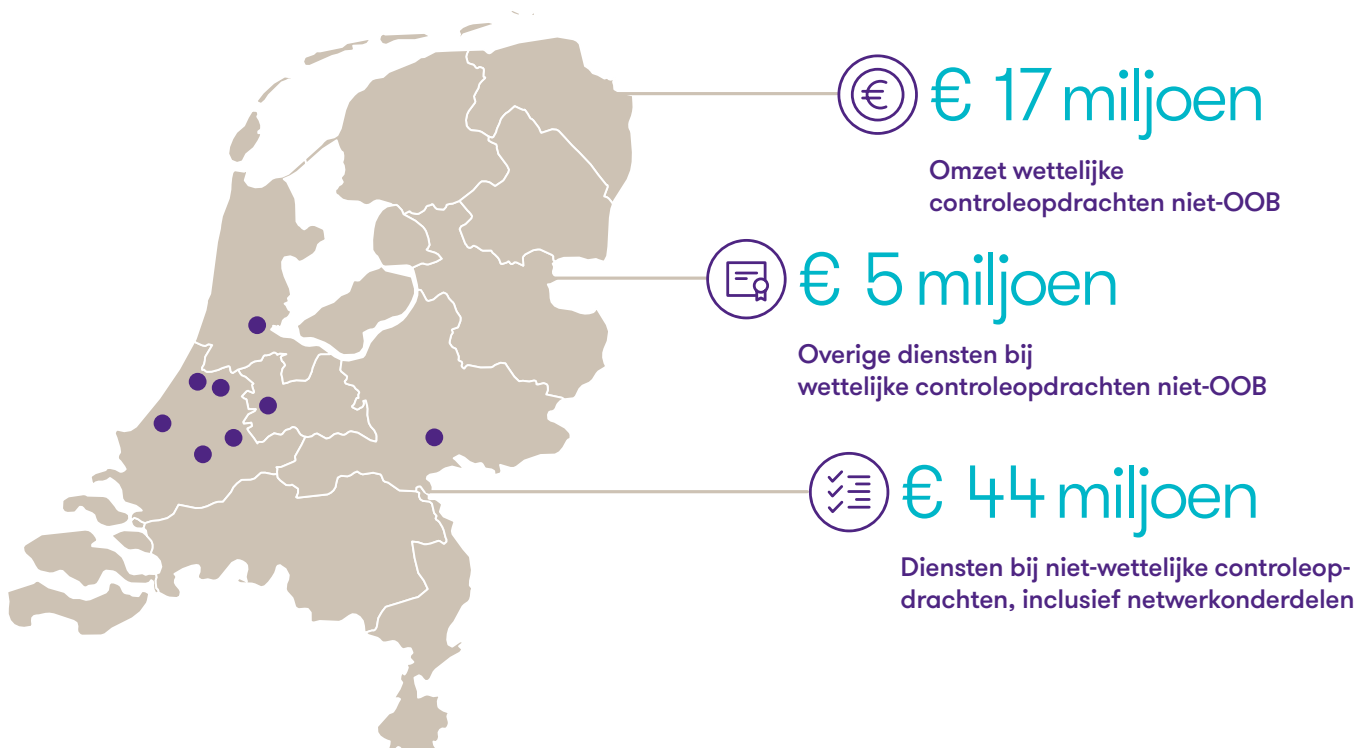 € 17 miljoen
Omzet wettelijke
controleopdrachten niet-OOB
€ 5 miljoen
Overige diensten bij
wettelijke controleopdrachten niet-OOB
€ 44 miljoen
Diensten bij niet-wettelijke controleop-
drachten, inclusief netwerkonderdelen